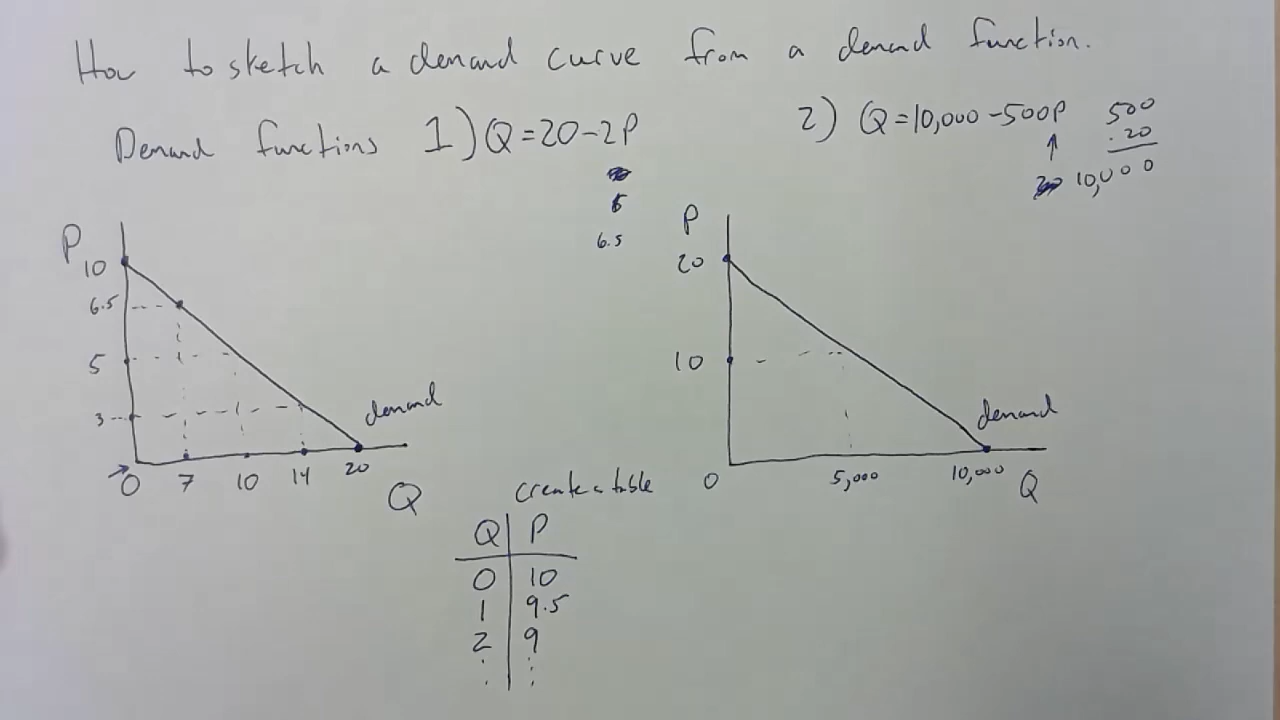 How to sketch a demand curve from a demand function.
Demand functions 1) Q=20-2P
5
6.5
2) Q=10,000-500P
↑
10,000
500
.20
P
10
6.5
5
3
0 7 10 14 20
Q
demand
P
20
10
0 5,000 10,000 Q
demand
create a table
Q P
0 10
1 9.5
2 9
: :